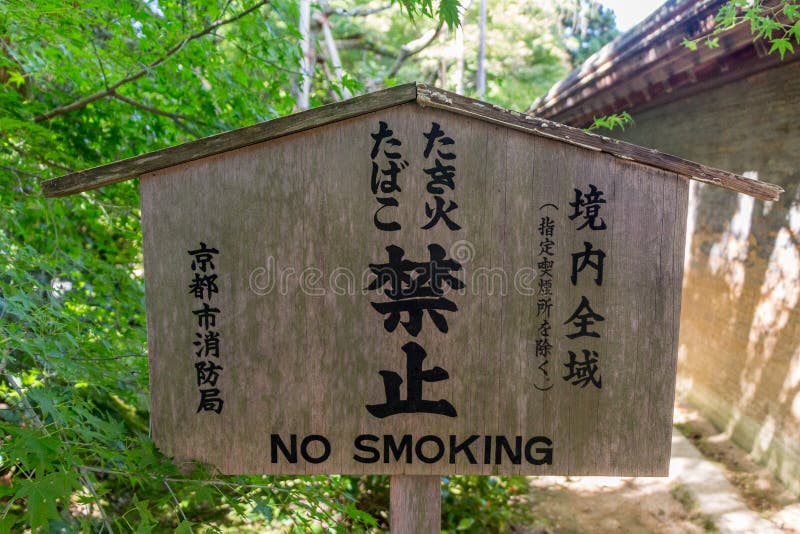 境内全域
（指定喫煙所を除く。）
たき火
たばこ
禁止
京都市消防局
NO SMOKING
dreamstime